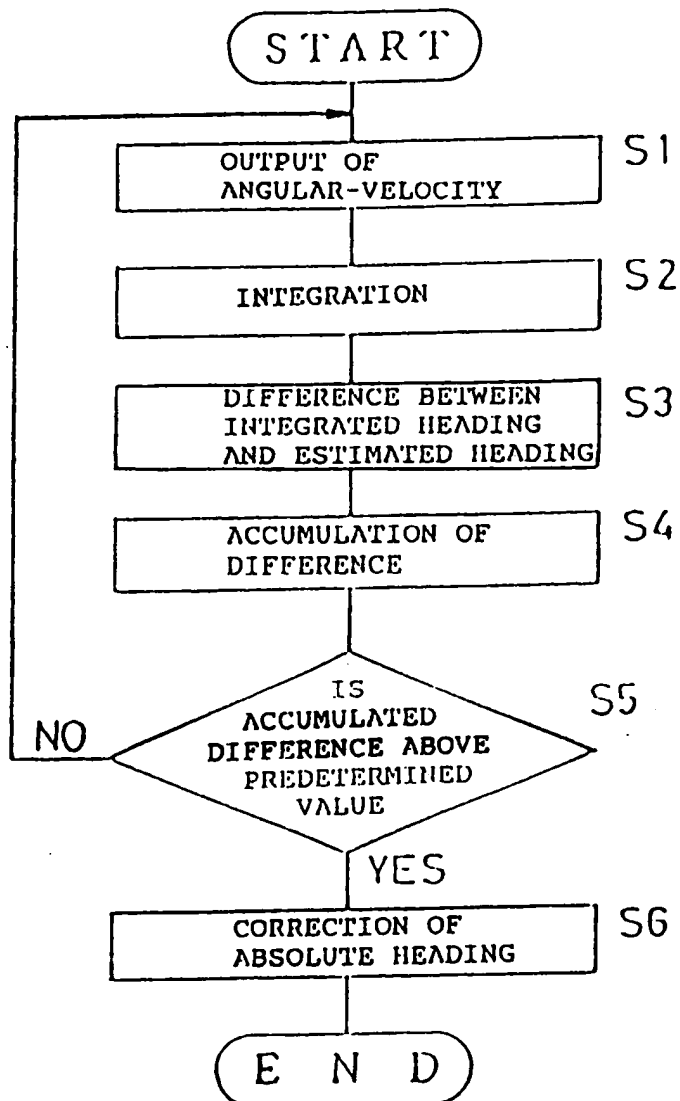 START
S1
OUTPUT OF
ANGULAR-VELOCITY
S2
INTEGRATION
S3
DIFFERENCE BETWEEN
INTEGRATED HEADING
AND ESTIMATED HEADING
S4
ACCUMULATION OF
DIFFERENCE
S5
IS
ACCUMULATED
DIFFERENCE ABOVE
PREDETERMINED
VALUE
NO
YES
S6
CORRECTION OF
ABSOLUTE HEADING
END